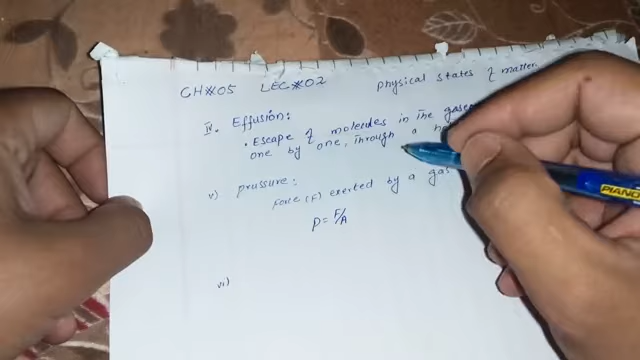 CH#05 LEC#02 Physical states of matter
iv. Effusion:
• Escape of molecules in the gase
one by one, through a h
v) pressure:
Force (F) exerted by a gas
P = F/A
vi)
PIANO